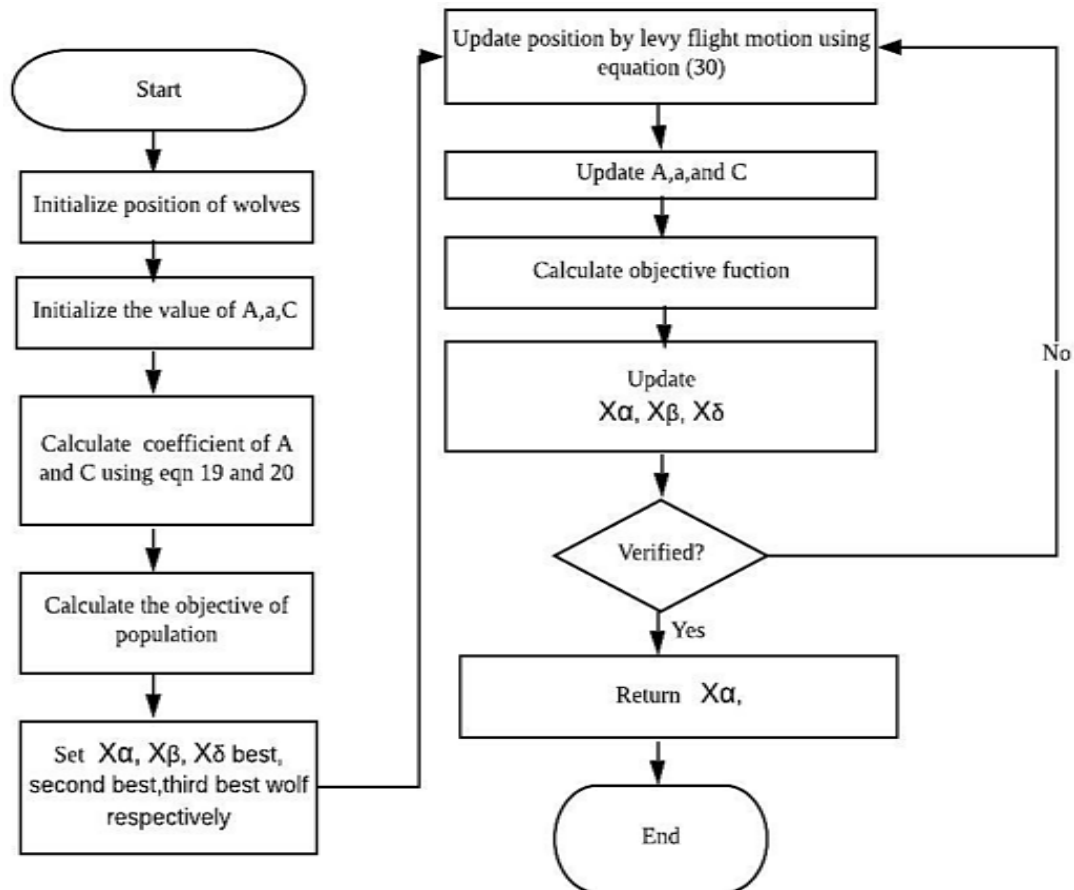 Start
Initialize position of wolves
Initialize the value of A,a,C
Calculate coefficient of A
and C using eqn 19 and 20
Calculate the objective of
population
Set Xα, Xβ, Xδ best,
second best,third best wolf
respectively
Update position by levy flight motion using
equation (30)
Update A,a,and C
Calculate objective fuction
Update
Xα, Xβ, Xδ
Verified?
No
Yes
Return Xα,
End